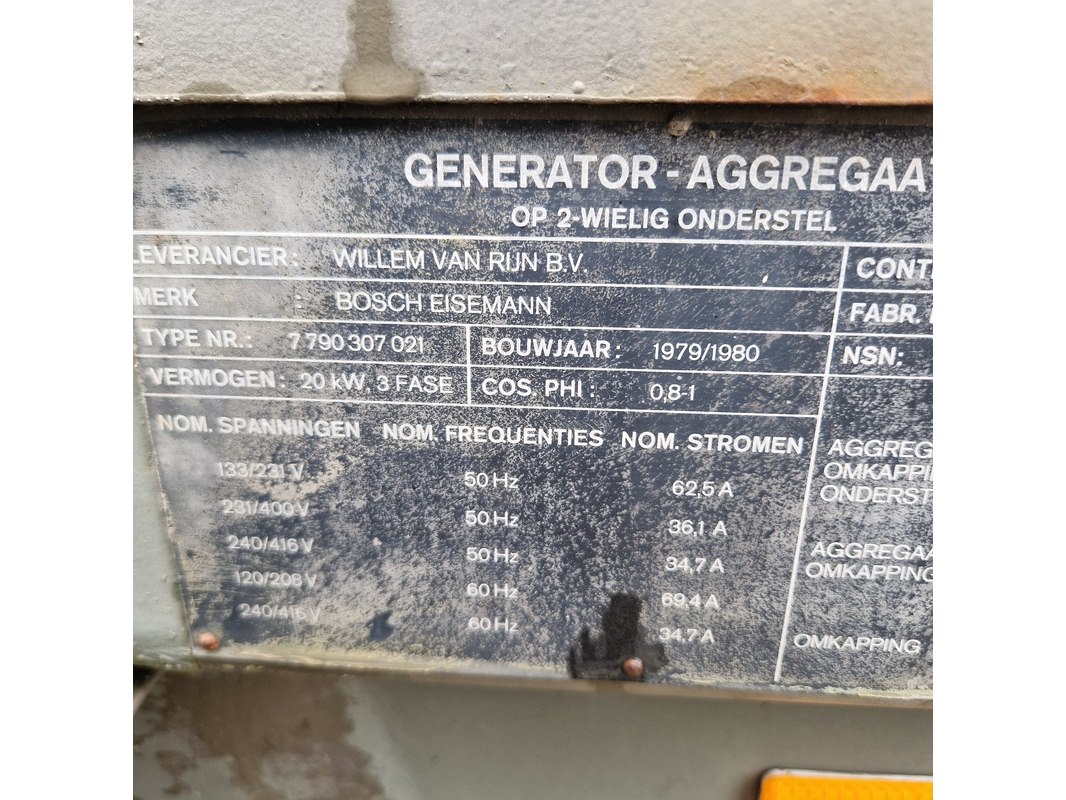 GENERATOR-AGGREGAAT
OP 2-WIELIG ONDERSTEL
LEVERANCIER: WILLEM VAN RIJN B.V.
MERK : BOSCH EISEMANN
TYPE NR.: 7 790 307 021 BOUWJAAR: 1979/1980
VERMOGEN: 20 kW, 3 FASE COS. PHI: 0,8-1
NOM. SPANNINGEN NOM. FREQUENTIES NOM. STROMEN
133/231 V 50 Hz 62,5 A
231/400 V 50 Hz 36,1 A
240/416 V 50 Hz 34,7 A
120/208 V 60 Hz 69,4 A
240/416 V 60 Hz 34,7 A
CONT
FABR.
NSN:
AGGREG
OMKAPPIN
ONDERST
AGGREGAA
OMKAPPING
OMKAPPING